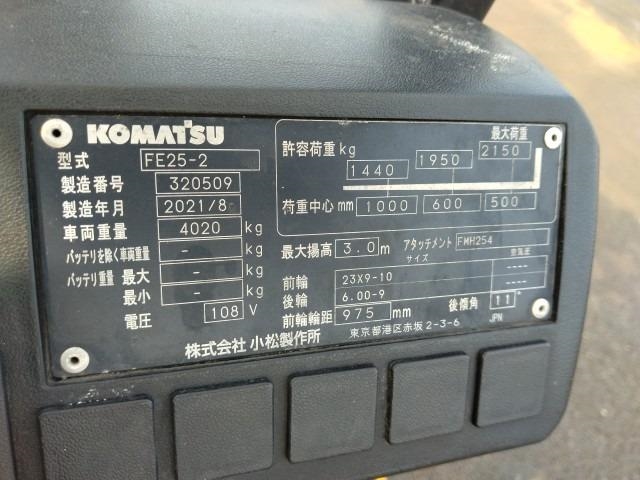 KOMATSU
型式 FE25-2
製造番号 320509
製造年月 2021/8
車両重量 4020 kg
バッテリを除く車両重量 - kg
バッテリ重量 最大 - kg
最小 - kg
電圧 108 V
最大荷重
許容荷重 kg 1440 1950 2150
荷重中心 mm 1000 600 500
最大揚高 3.0 m アタッチメント FMH254
サイズ 空気圧
前輪 23X9-10 ----
後輪 6.00-9 ----
前輪輪距 975 mm 後傾角 11°
株式会社 小松製作所 東京都港区赤坂 2-3-6 JPN